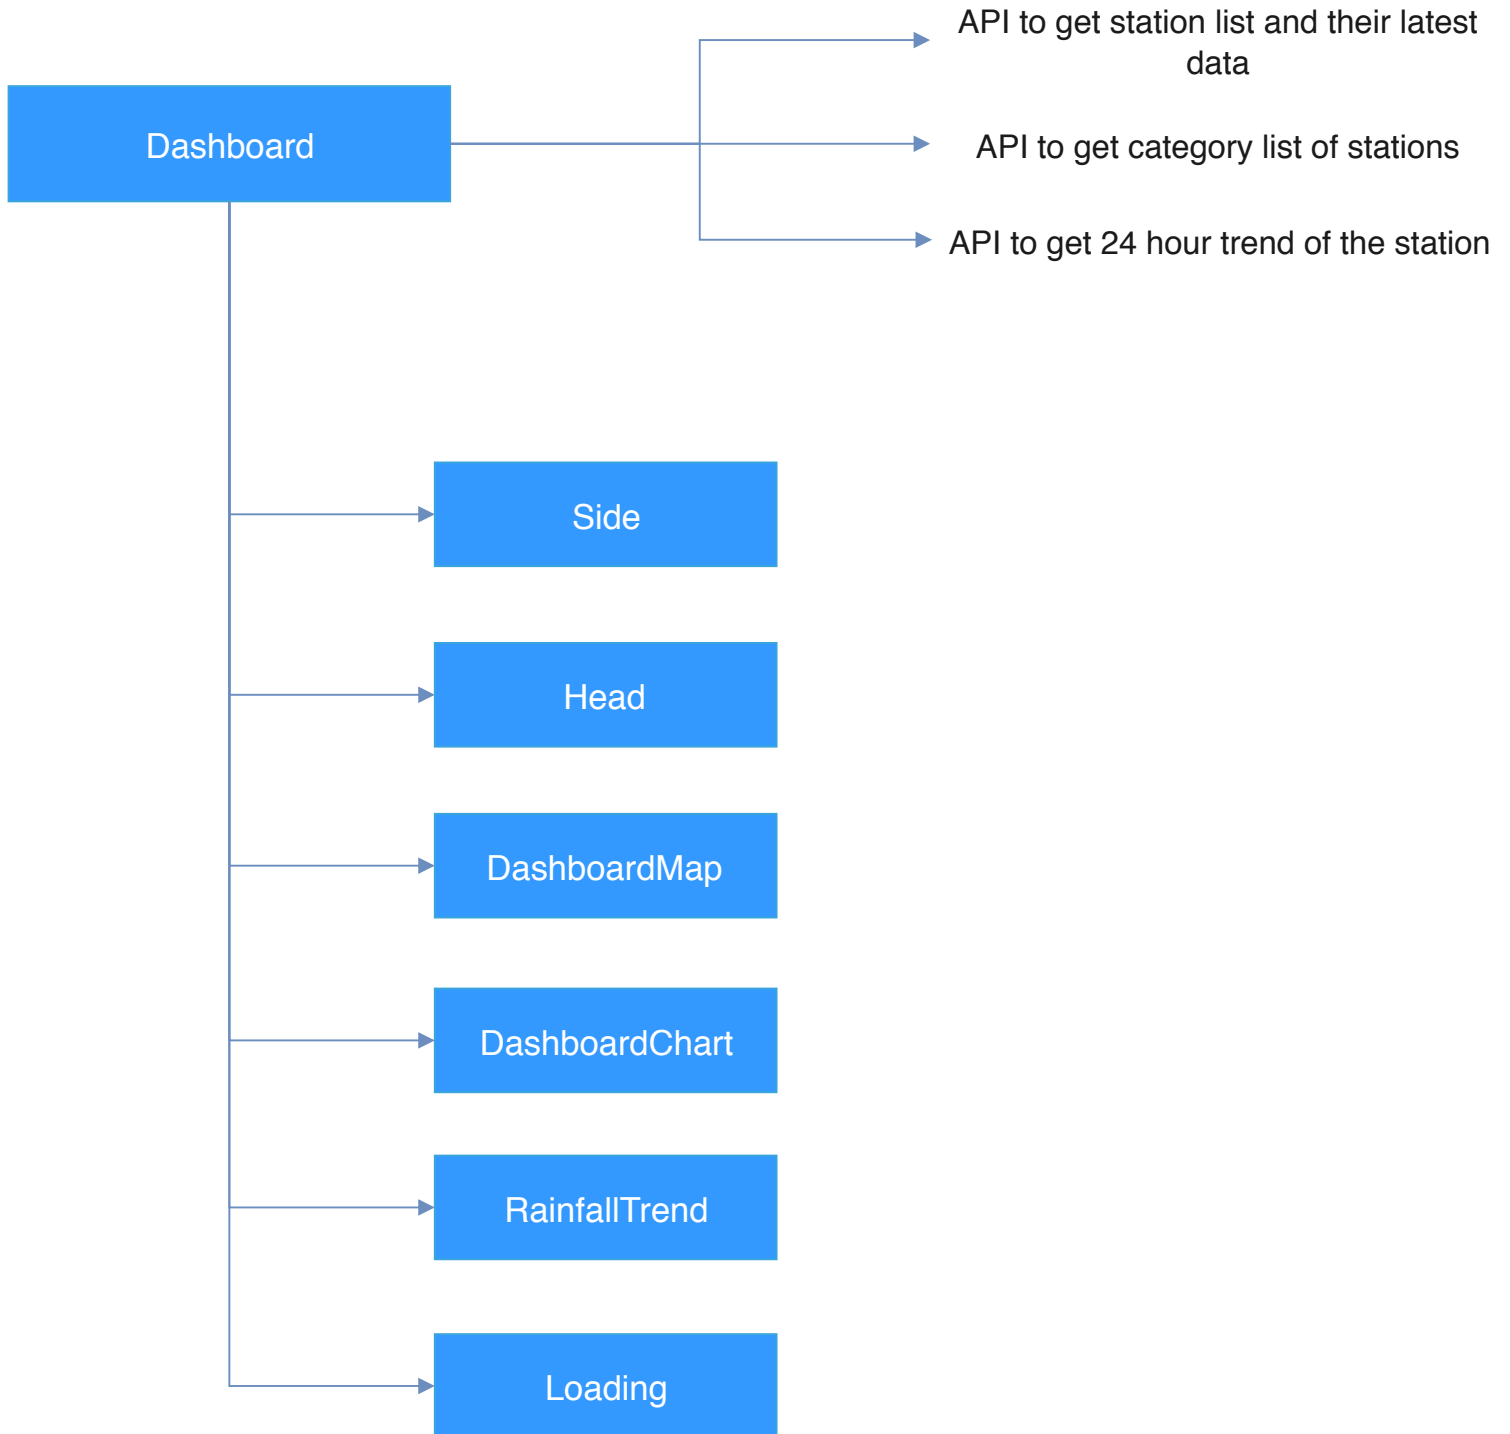 API to get station list and their latest
data
Dashboard
API to get category list of stations
API to get 24 hour trend of the station
Side
Head
DashboardMap
DashboardChart
RainfallTrend
Loading